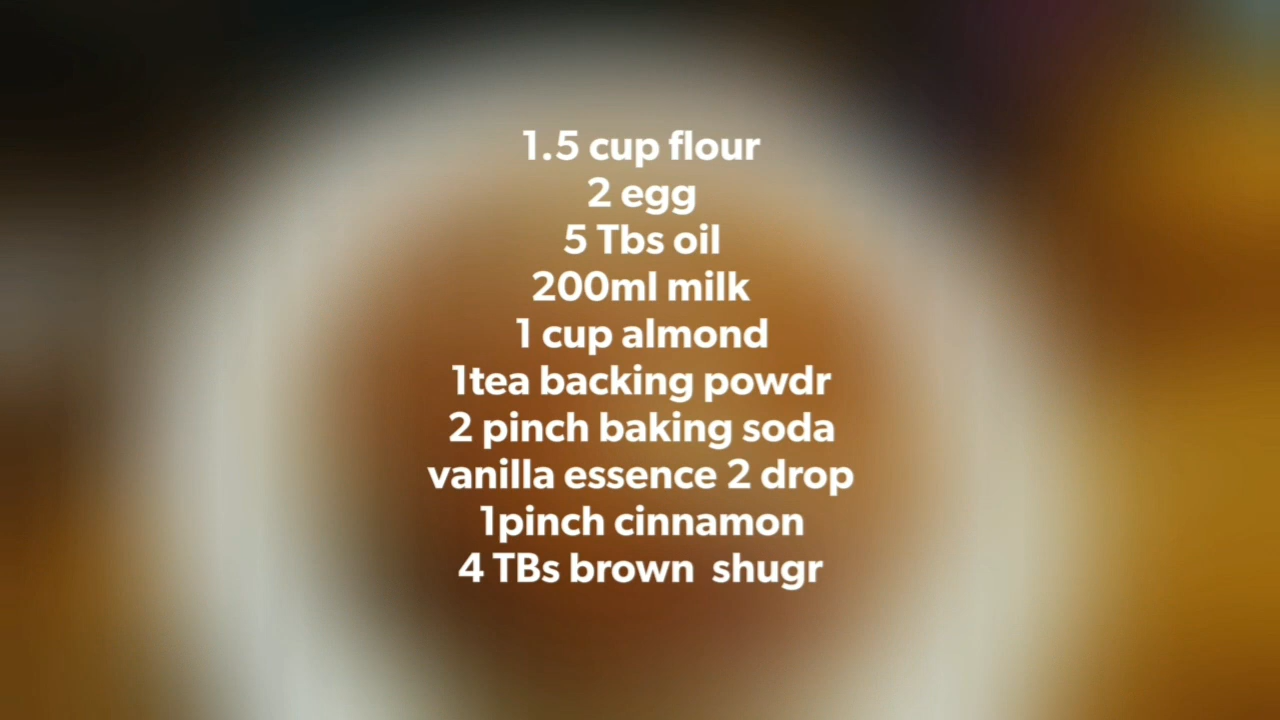 1.5 cup flour
2 egg
5 Tbs oil
200ml milk
1 cup almond
1tea backing powdr
2 pinch baking soda
vanilla essence 2 drop
1pinch cinnamon
4 TBs brown  shugr